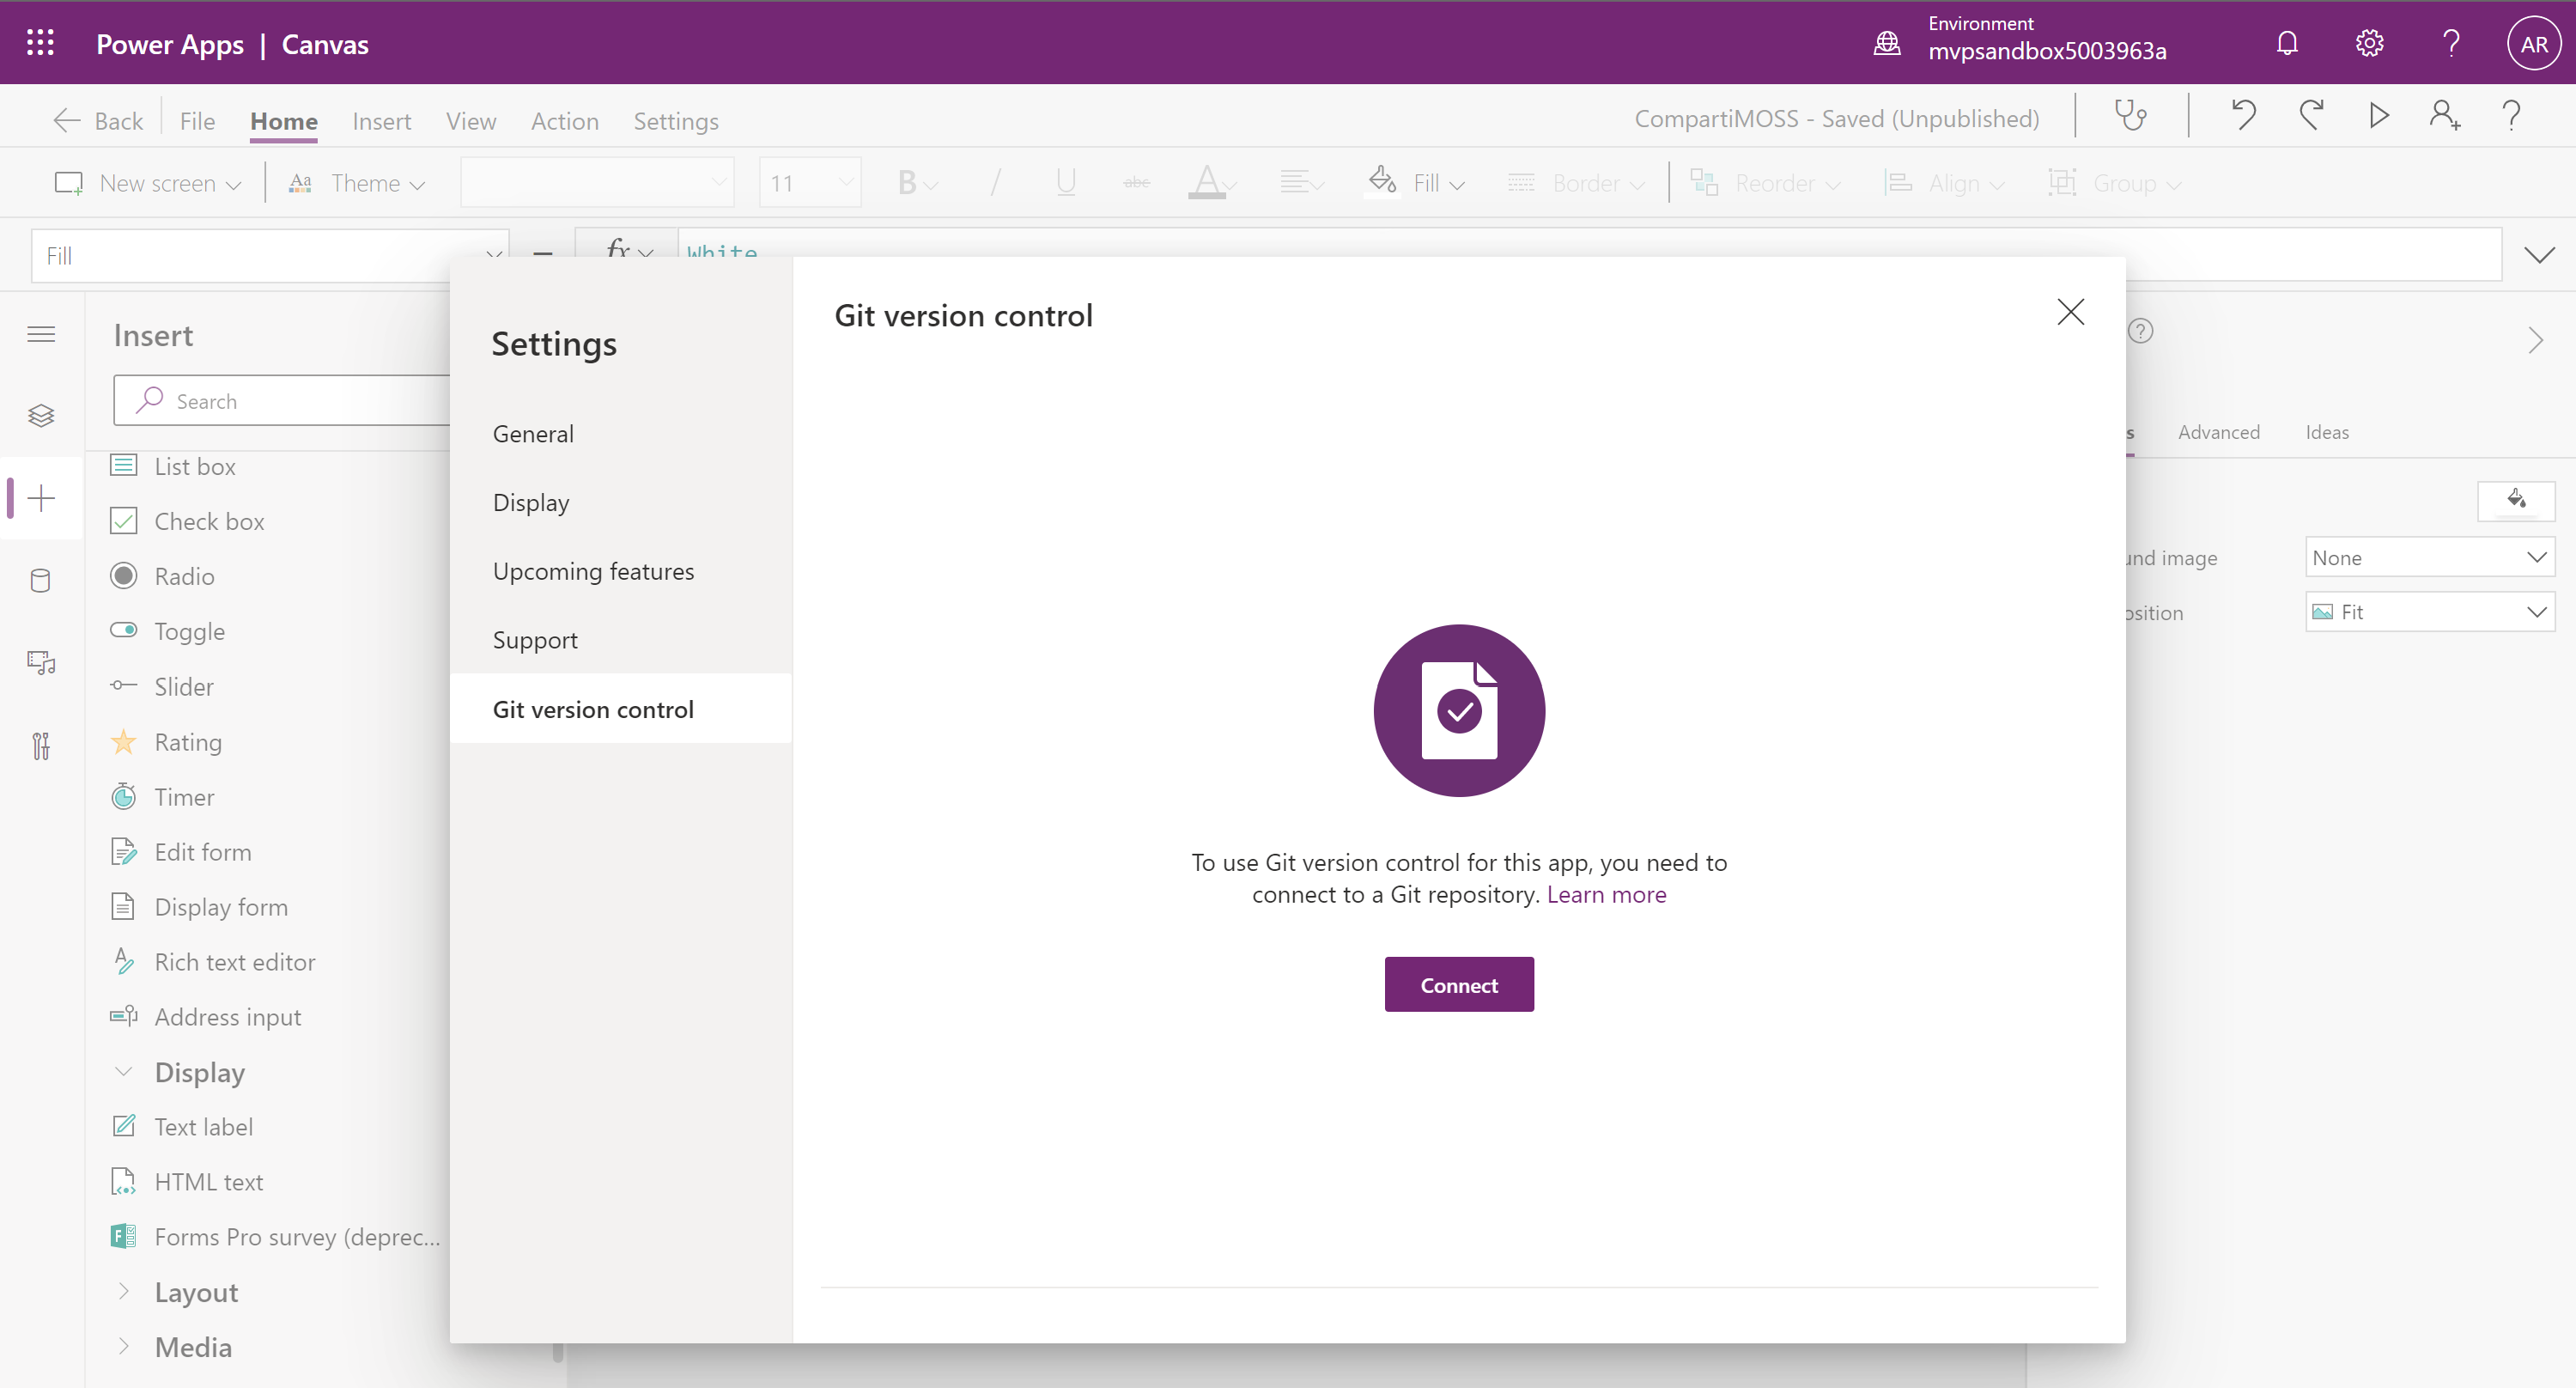 Power Apps | Canvas
Environment
mvpsandbox5003963a
AR
Back
File
Home
Insert
View
Action
Settings
CompartiMOSS - Saved (Unpublished)
New screen
Theme
11
B
/
U
abc
A
Fill
Border
Reorder
Align
Group
Fill
=
fx
White
Insert
Search
List box
Check box
Radio
Toggle
Slider
Rating
Timer
Edit form
Display form
Rich text editor
Address input
Display
Text label
HTML text
Forms Pro survey (deprec...
Layout
Media
Settings
General
Display
Upcoming features
Support
Git version control
Git version control
To use Git version control for this app, you need to
connect to a Git repository. Learn more
Connect
s
Advanced
Ideas
und image
None
osition
Fit